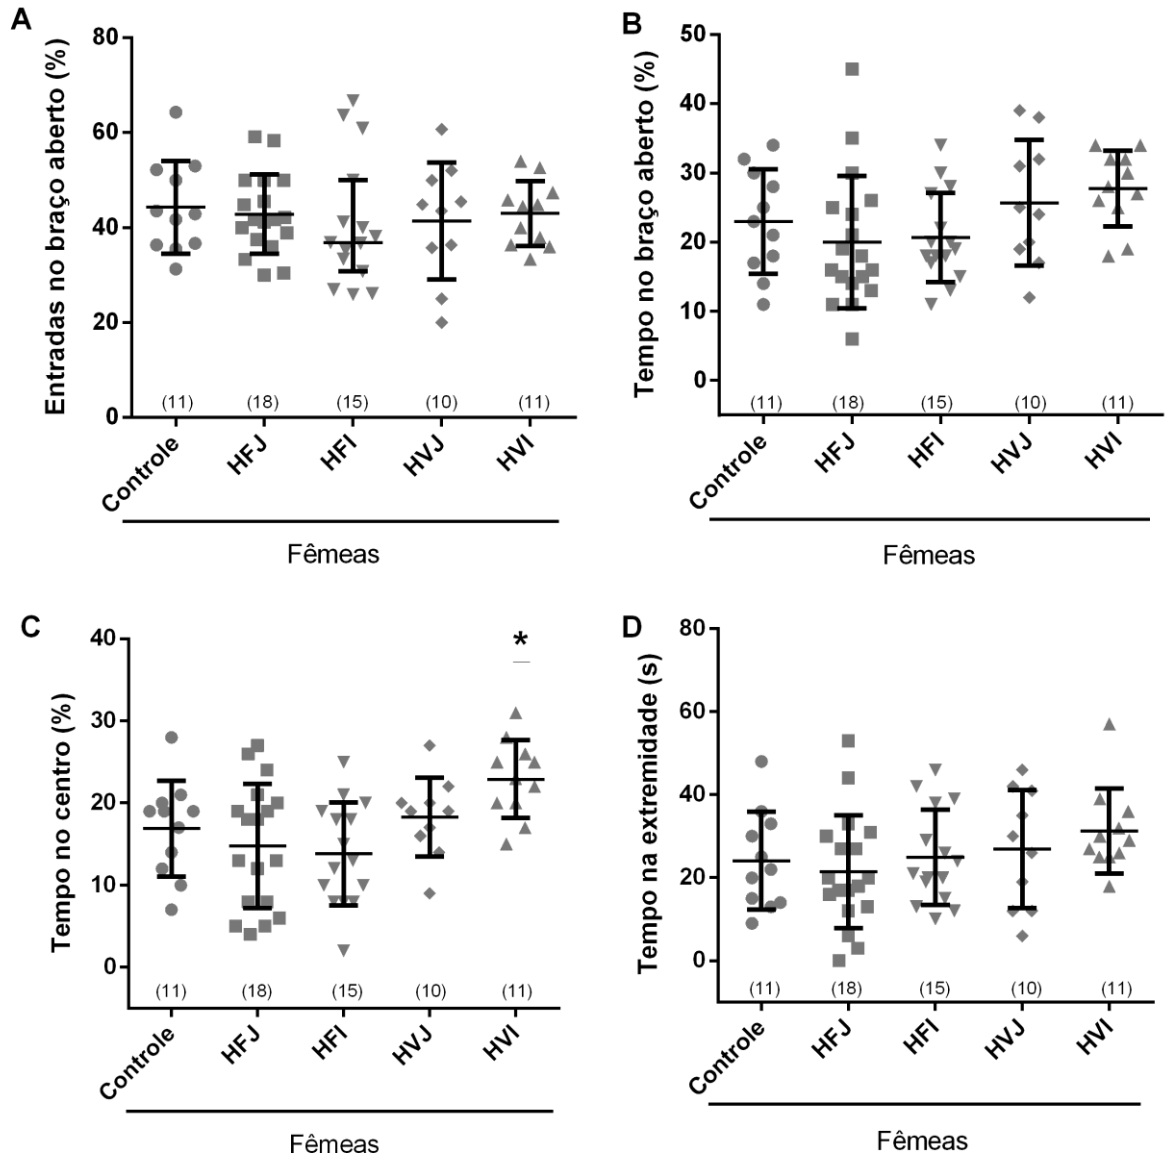 A
Entradas no braço aberto (%)
80
60
40
20
0
(11) (18) (15) (10) (11)
Controle HFJ HFI HVJ HVI
Fêmeas
B
Tempo no braço aberto (%)
50
40
30
20
10
0
(11) (18) (15) (10) (11)
Controle HFJ HFI HVJ HVI
Fêmeas
C
Tempo no centro (%)
40
30
20
10
0
*
(11) (18) (15) (10) (11)
Controle HFJ HFI HVJ HVI
Fêmeas
D
Tempo na extremidade (s)
80
60
40
20
0
(11) (18) (15) (10) (11)
Controle HFJ HFI HVJ HVI
Fêmeas